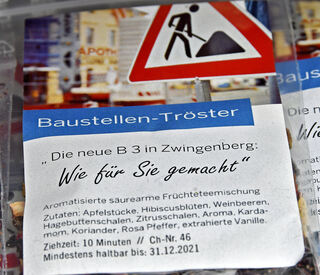 APOTH
Baustellen-Tröster
„Die neue B 3 in Zwingenberg:
Wie für Sie gemacht“
Aromatisierte säurearme Früchteteemischung
Zutaten: Apfelstücke, Hibiscusblüten, Weinbeeren,
Hagebuttenschalen, Zitrusschalen, Aroma, Karda-
mom, Koriander, Rosa Pfeffer, extrahierte Vanille.
Ziehzeit: 10 Minuten // Ch-Nr. 46
Mindestens haltbar bis: 31.12.2021